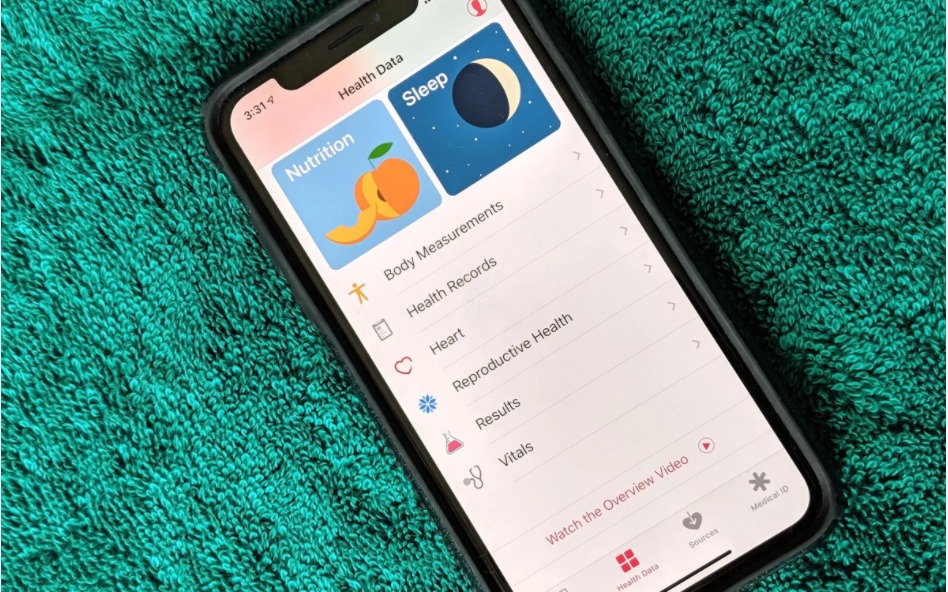 3:31
Health Data
Nutrition
Sleep
Body Measurements
Health Records
Heart
Reproductive Health
Results
Vitals
Watch the Overview Video
Health Data
Sources
Medical ID